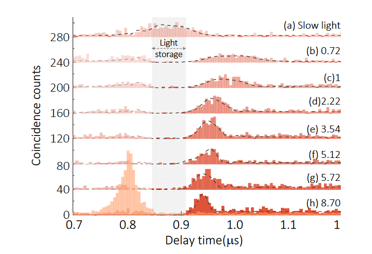 (a) Slow light
280
Light
storage
(b) 0.72
240
(c)1
200
(d)2.22
160
(e) 3.54
120
(f) 5.12
80
(g) 5.72
40
(h) 8.70
0
Coincidence counts
0.7 0.8 0.9 1.0 1.1 1
Delay time(μs)